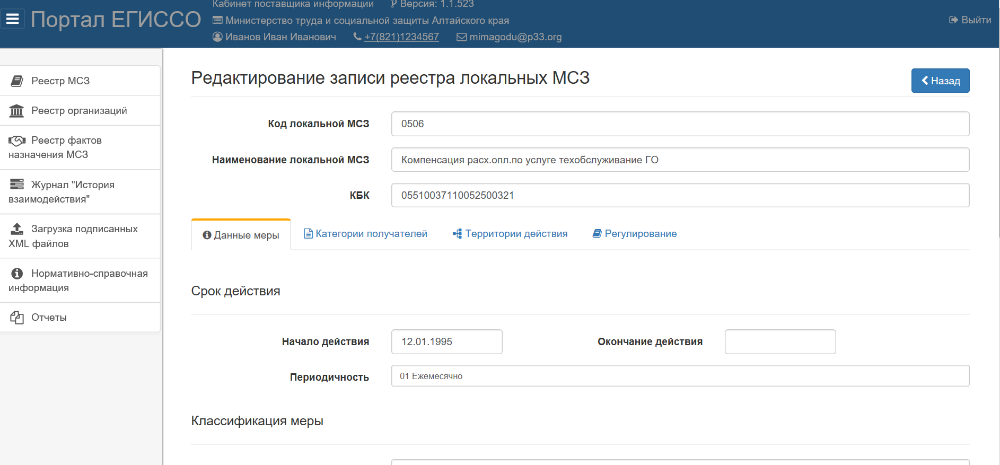 Кабинет поставщика информации Версия: 1.1.523
Портал ЕГИССО
Министерство труда и социальной защиты Алтайского края
Выйти
Иванов Иван Иванович +7(821)1234567 mimagodu@p33.org
Реестр МСЗ
Реестр организаций
Реестр фактов
назначения МСЗ
Журнал "История
взаимодействия"
Загрузка подписанных
XML файлов
Нормативно-справочная
информация
Отчеты
Редактирование записи реестра локальных МСЗ
Назад
Код локальной МСЗ 0506
Наименование локальной МСЗ Компенсация расх.опл.по услуге техобслуживание ГО
КБК 05510037110052500321
Данные меры Категории получателей Территории действия Регулирование
Срок действия
Начало действия 12.01.1995 Окончание действия
Периодичность 01 Ежемесячно
Классификация меры